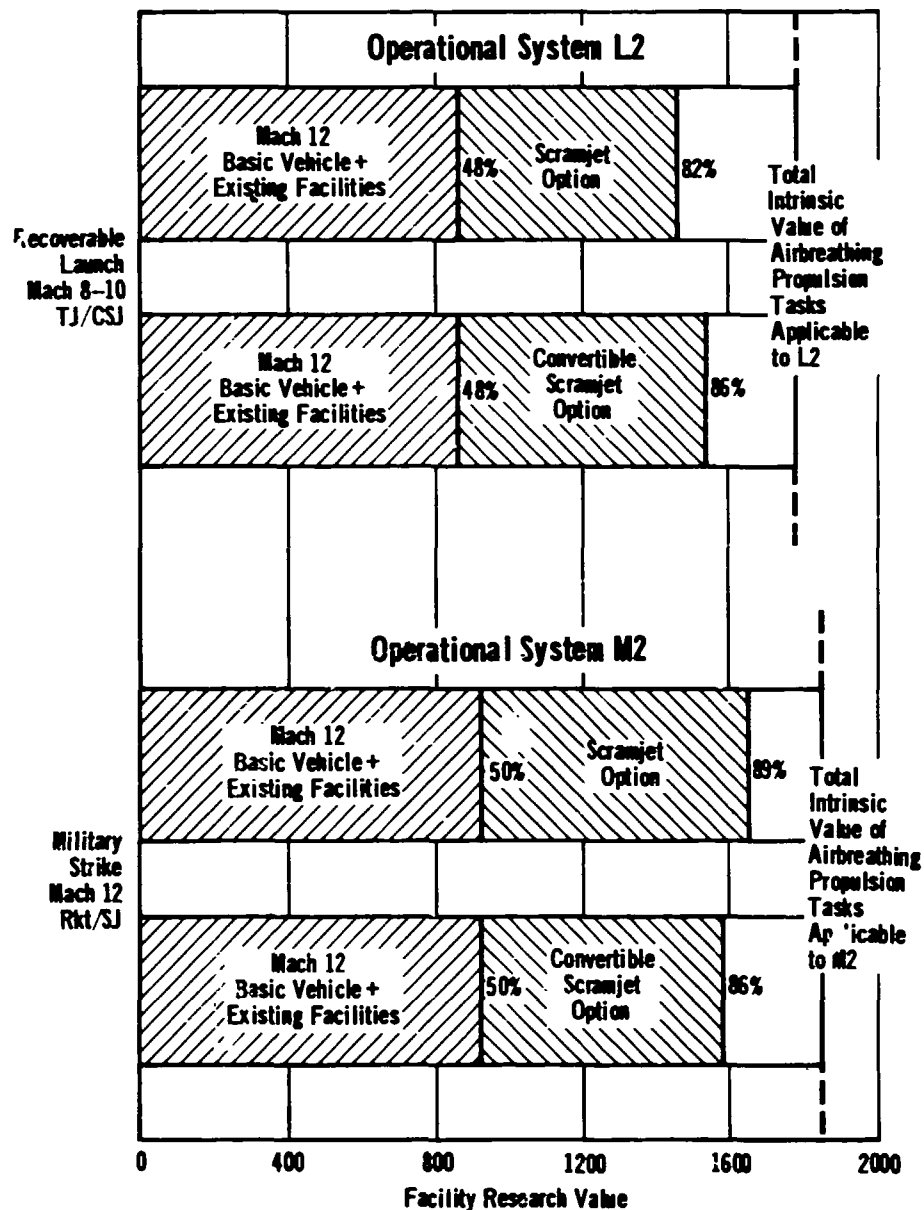 Operational System L2
Mach 12
Basic Vehicle +
Existing Facilities
48%
Scramjet
Option
82%
Total
Intrinsic
Value of
Airbreathing
Propulsion
Tasks
Applicable
to L2
Recoverable
Launch
Mach 8-10
TJ/CSJ
Mach 12
Basic Vehicle +
Existing Facilities
48%
Convertible
Scramjet
Option
86%
Operational System M2
Mach 12
Basic Vehicle +
Existing Facilities
50%
Scramjet
Option
89%
Total
Intrinsic
Value of
Airbreathing
Propulsion
Tasks
Applicable
to M2
Military
Strike
Mach 12
Rkt/SJ
Mach 12
Basic Vehicle +
Existing Facilities
50%
Convertible
Scramjet
Option
86%
0 400 800 1200 1600 2000
Facility Research Value